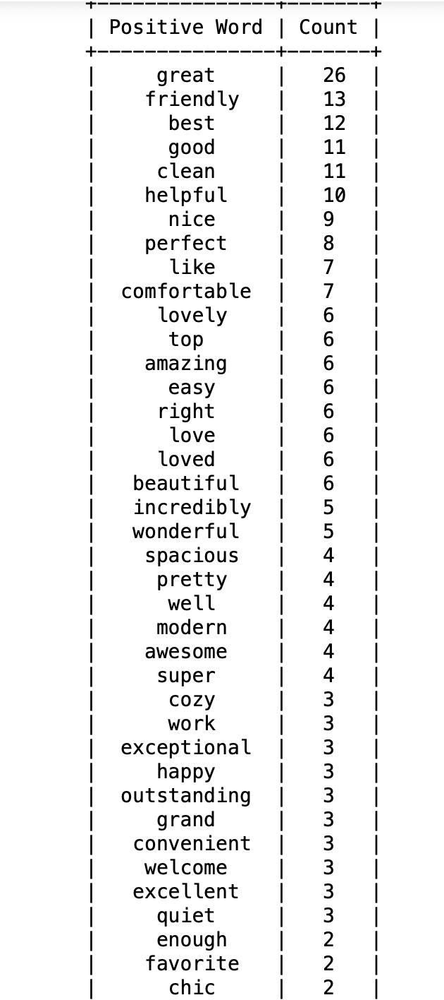 +---------------+-------+
| Positive Word | Count |
+---------------+-------+
| great | 26 |
| friendly | 13 |
| best | 12 |
| good | 11 |
| clean | 11 |
| helpful | 10 |
| nice | 9 |
| perfect | 8 |
| like | 7 |
| comfortable | 7 |
| lovely | 6 |
| top | 6 |
| amazing | 6 |
| easy | 6 |
| right | 6 |
| love | 6 |
| loved | 6 |
| beautiful | 6 |
| incredibly | 5 |
| wonderful | 5 |
| spacious | 4 |
| pretty | 4 |
| well | 4 |
| modern | 4 |
| awesome | 4 |
| super | 4 |
| cozy | 3 |
| work | 3 |
| exceptional | 3 |
| happy | 3 |
| outstanding | 3 |
| grand | 3 |
| convenient | 3 |
| welcome | 3 |
| excellent | 3 |
| quiet | 3 |
| enough | 2 |
| favorite | 2 |
| chic | 2 |